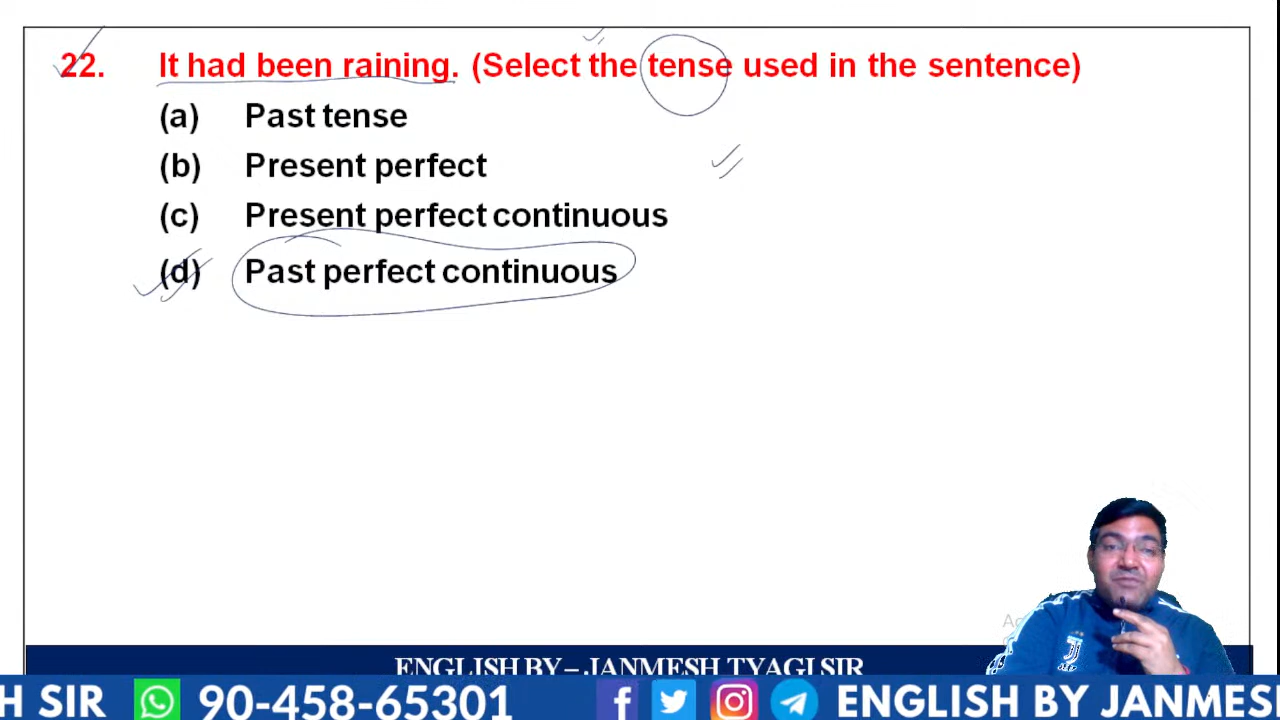 22. It had been raining. (Select the tense used in the sentence)
(a) Past tense
(b) Present perfect
(c) Present perfect continuous
(d) Past perfect continuous
ENGLISH BY – JANMESH TYAGI SIR
H SIR 90-458-65301 ENGLISH BY JANMES